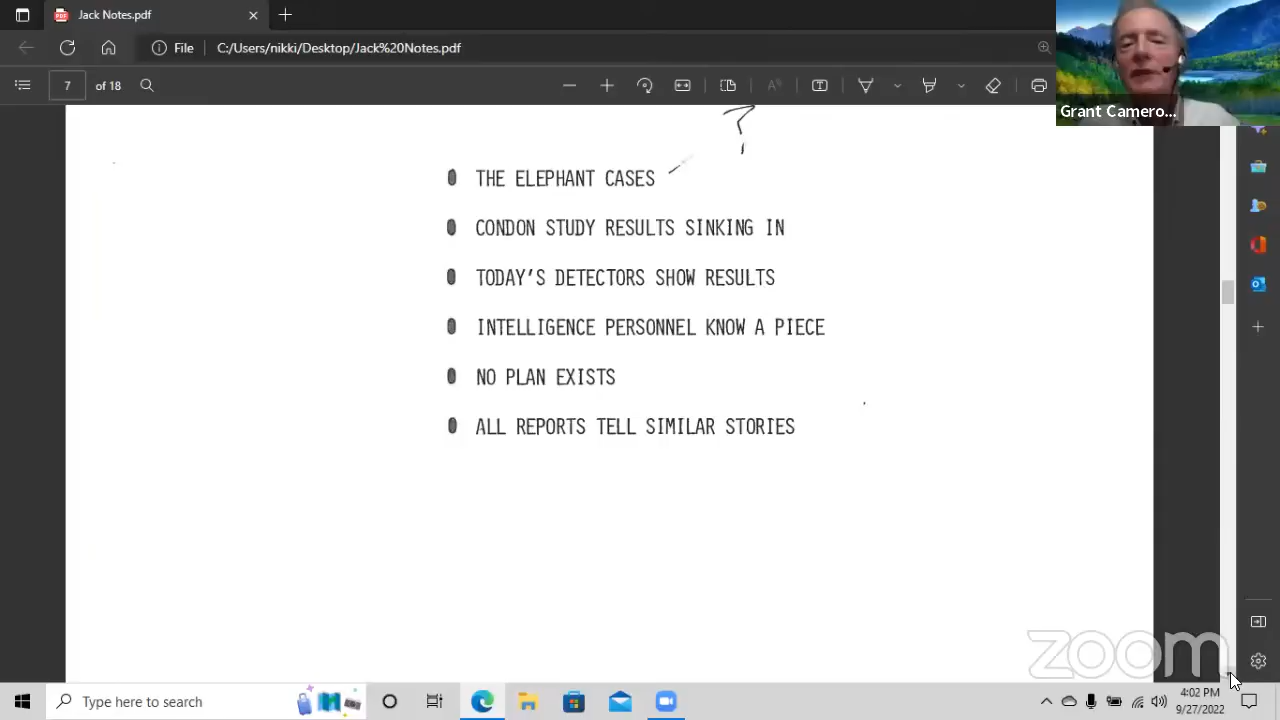 Jack Notes.pdf
File C:/Users/nikki/Desktop/Jack%20Notes.pdf
7 of 18
Grant Camero...
?
THE ELEPHANT CASES
CONDON STUDY RESULTS SINKING IN
TODAY'S DETECTORS SHOW RESULTS
INTELLIGENCE PERSONNEL KNOW A PIECE
NO PLAN EXISTS
ALL REPORTS TELL SIMILAR STORIES
zoom
Type here to search
4:02 PM
9/27/2022